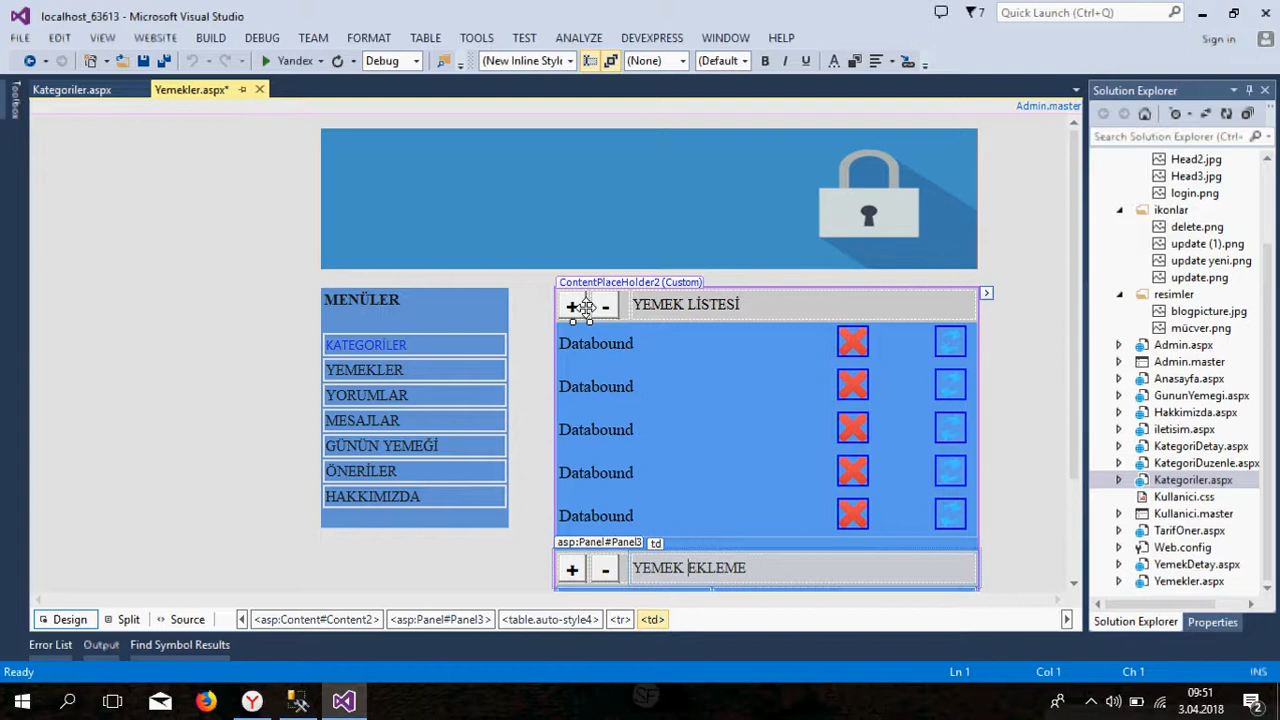 localhost_63613 - Microsoft Visual Studio
7
Quick Launch (Ctrl+Q)
FILE EDIT VIEW WEBSITE BUILD DEBUG TEAM FORMAT TABLE TOOLS TEST ANALYZE DEVEXPRESS WINDOW HELP
Sign in
Yandex
Debug
(New Inline Style
(None)
(Default
B I U A
Toolbox
Kategoriler.aspx
Yemekler.aspx*
Admin.master
MENÜLER
KATEGORİLER
YEMEKLER
YORUMLAR
MESAJLAR
GÜNÜN YEMEĞİ
ÖNERİLER
HAKKIMIZDA
ContentPlaceHolder2 (Custom)
+ - YEMEK LİSTESİ
Databound
Databound
Databound
Databound
Databound
asp:Panel#Panel3 td
+ - YEMEK EKLEME
Solution Explorer
Search Solution Explorer (Ctrl+
Head2.jpg
Head3.jpg
login.png
ikonlar
delete.png
update (1).png
update yeni.png
update.png
resimler
blogpicture.jpg
mücver.png
Admin.aspx
Admin.master
Anasayfa.aspx
GununYemegi.aspx
Hakkimizda.aspx
iletisim.aspx
KategoriDetay.aspx
KategoriDuzenle.aspx
Kategoriler.aspx
Kullanici.css
Kullanici.master
TarifOner.aspx
Web.config
YemekDetay.aspx
Yemekler.aspx
Solution Explorer Properties
Design Split Source
<asp:Content#Content2> <asp:Panel#Panel3> <table.auto-style4> <tr> <td>
Error List Output Find Symbol Results
Ready
Ln 1 Col 1 Ch 1 INS
09:51
3.04.2018
2